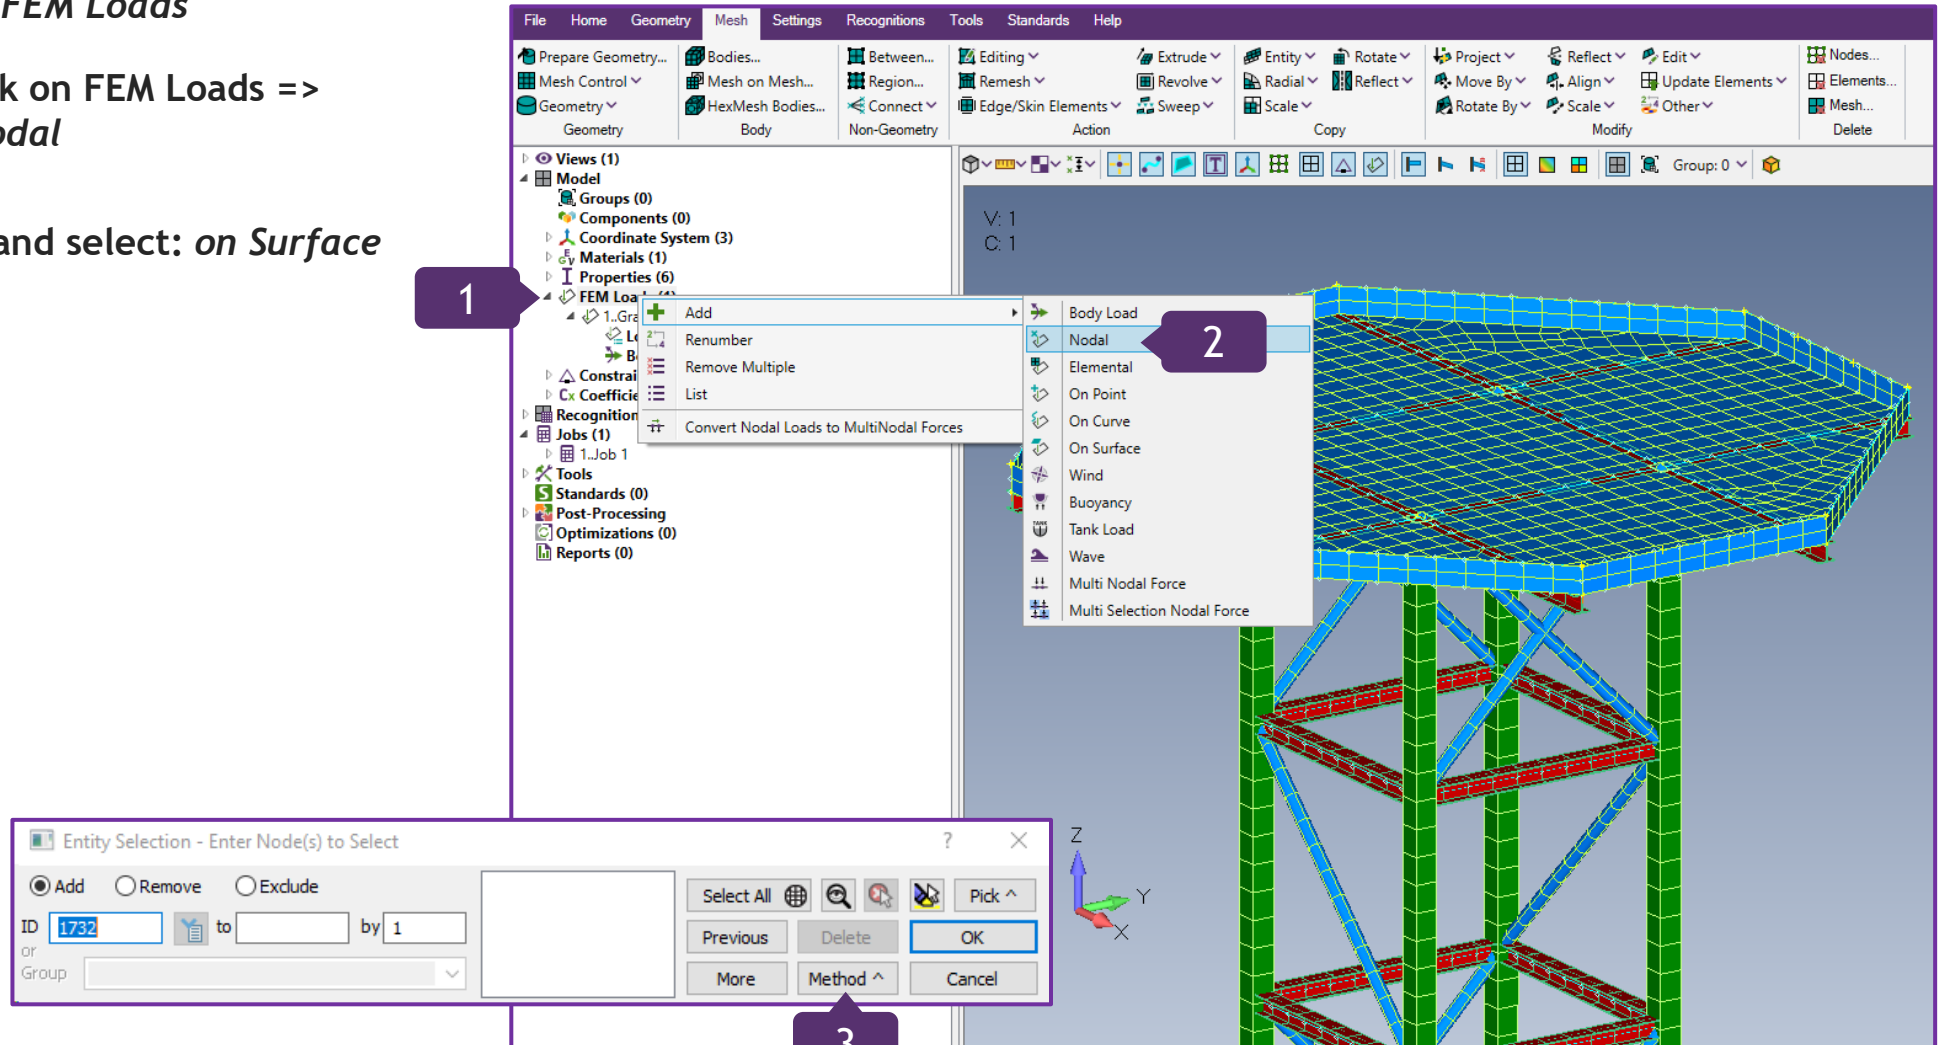 FEM Loads
k on FEM Loads =>
odal
and select: on Surface
File Home Geometry Mesh Settings Recognitions Tools Standards Help
Prepare Geometry... Bodies... Between... Editing Extrude Entity Rotate Project Reflect Edit Nodes...
Mesh Control Mesh on Mesh... Region... Remesh Revolve Radial Reflect Move By Align Update Elements Elements...
Geometry HexMesh Bodies... Connect Edge/Skin Elements Sweep Scale Rotate By Scale Other Mesh...
Geometry Body Non-Geometry Action Copy Modify Delete
Group: 0
Views (1)
Model
Groups (0)
Components (0)
Coordinate System (3)
Materials (1)
Properties (6)
FEM Loa
1..Gra
Lo
B
Constrai
Coefficie
Recognition
Jobs (1)
1..Job 1
Tools
Standards (0)
Post-Processing
Optimizations (0)
Reports (0)
1
Add
Renumber
Remove Multiple
List
Convert Nodal Loads to MultiNodal Forces
Body Load
Nodal
Elemental
On Point
On Curve
On Surface
Wind
Buoyancy
Tank Load
Wave
Multi Nodal Force
Multi Selection Nodal Force
2
V: 1
C: 1
Z
Y
X
Entity Selection - Enter Node(s) to Select ?
Add Remove Exclude Select All Pick ^
ID 1732 to by 1 Previous Delete OK
or
Group More Method ^ Cancel
3